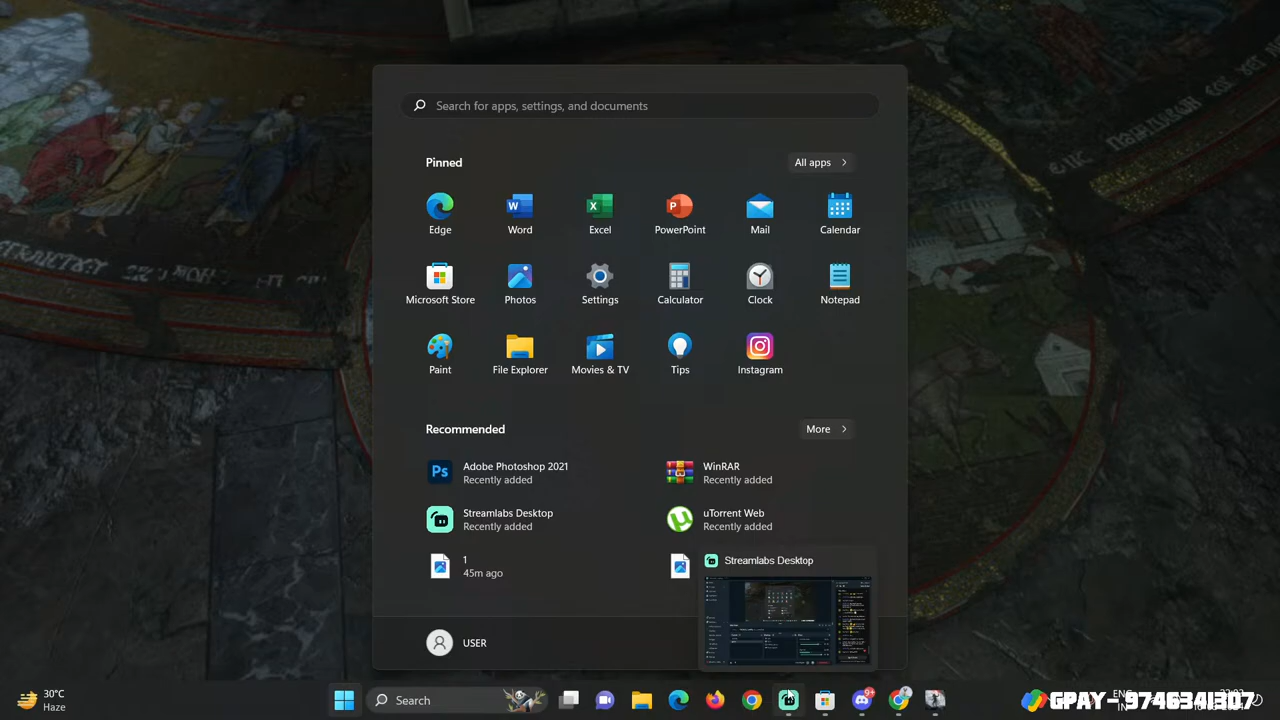 Search for apps, settings, and documents
Pinned
All apps
Edge
Word
Excel
PowerPoint
Mail
Calendar
Microsoft Store
Photos
Settings
Calculator
Clock
Notepad
Paint
File Explorer
Movies & TV
Tips
Instagram
Recommended
More
Ps
Adobe Photoshop 2021
Recently added
WinRAR
Recently added
Streamlabs Desktop
Recently added
uTorrent Web
Recently added
1
45m ago
Streamlabs Desktop
USER
30°C
Haze
Search
GPAY - 9746341307